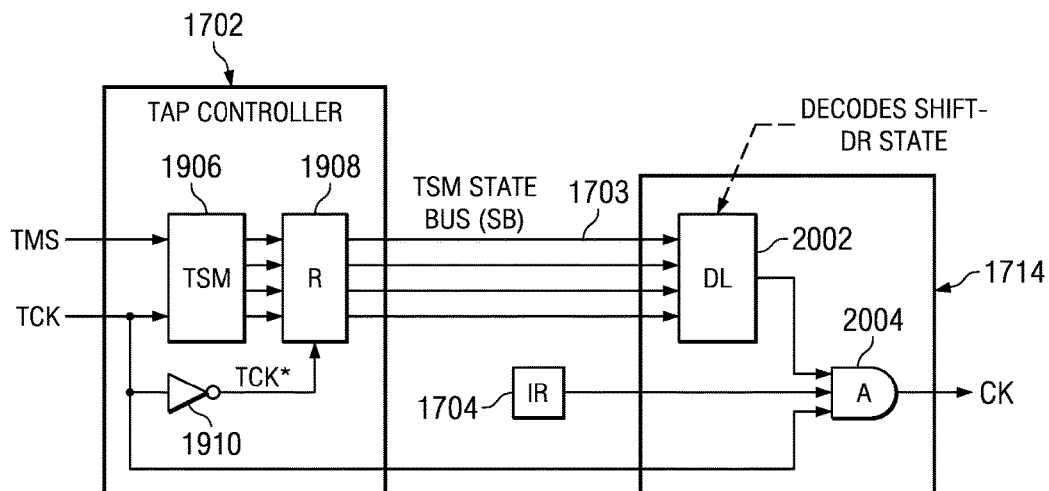 1702
TAP CONTROLLER
DECODES SHIFT-
DR STATE
1906
1908
TSM STATE
BUS (SB)
1703
TMS
TSM
R
DL
2002
1714
TCK
2004
TCK*
1910
1704
IR
A
CK